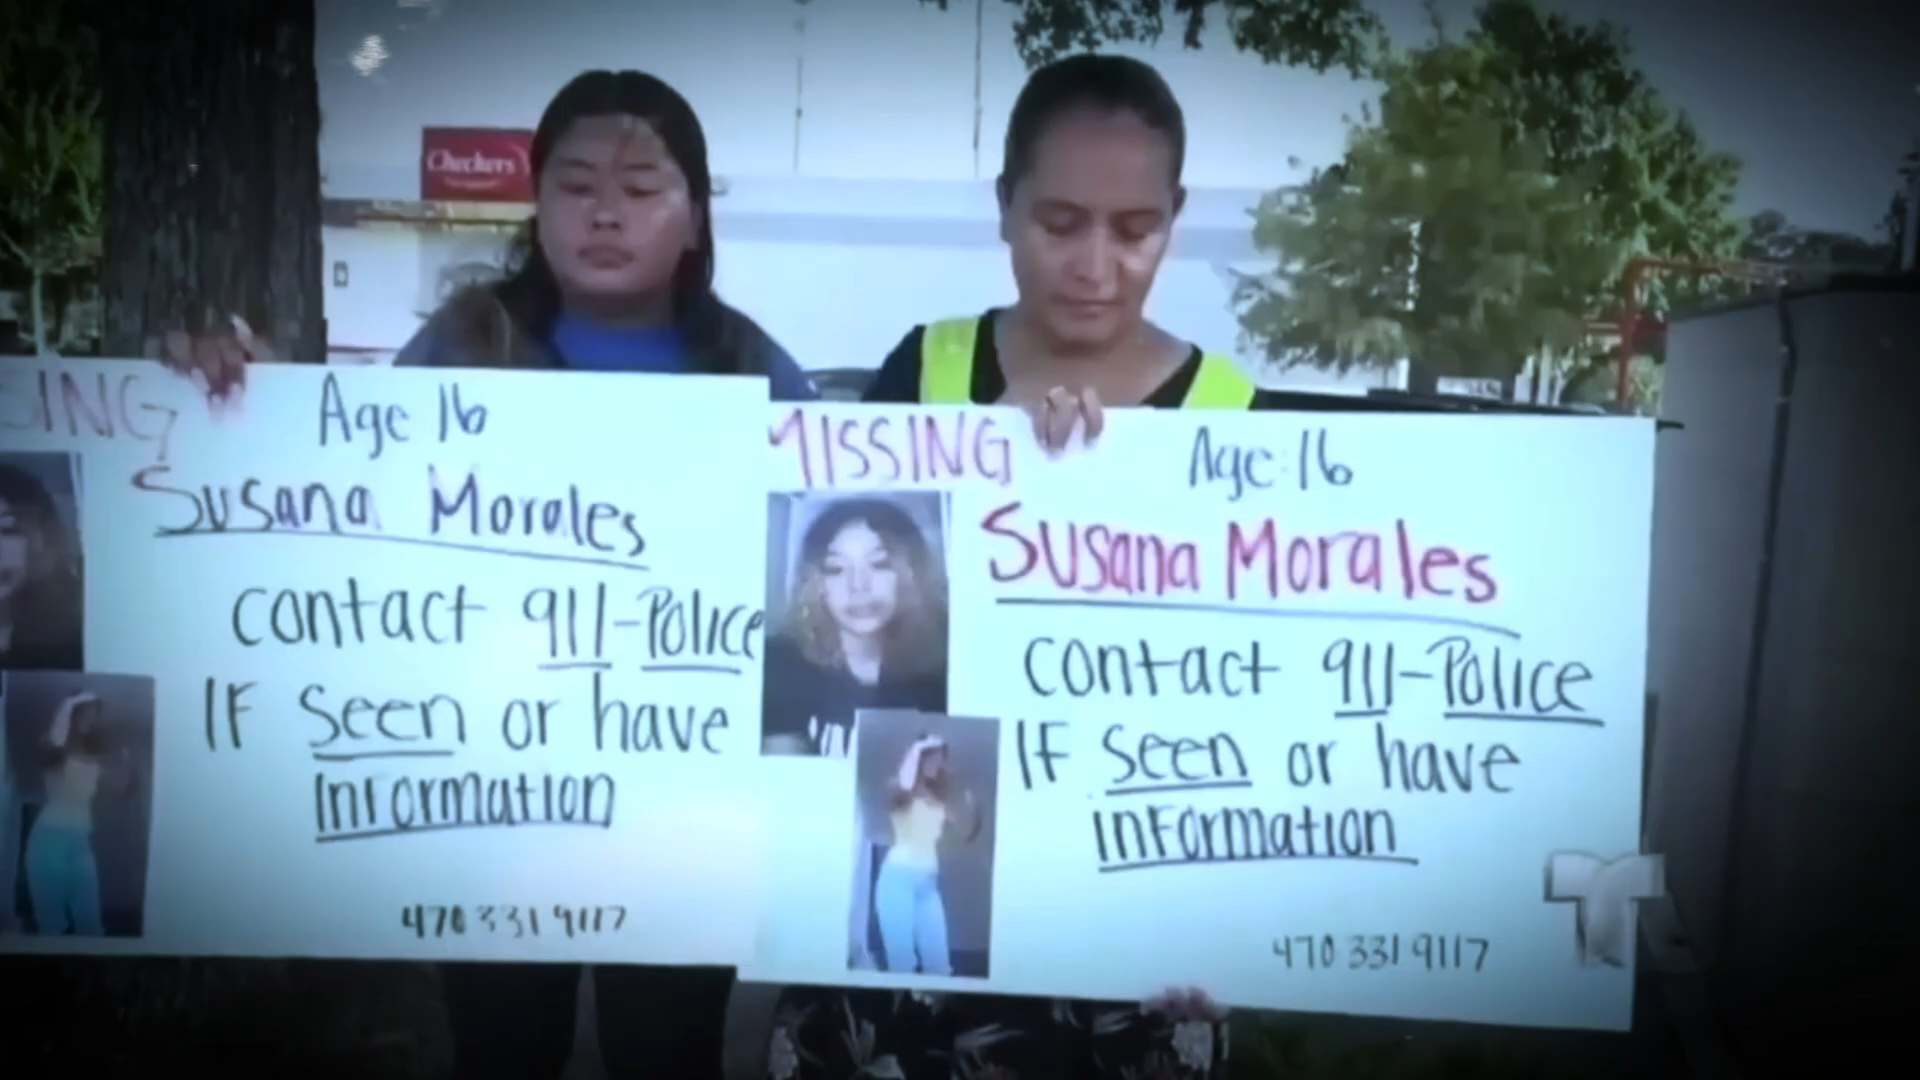 Checkers
SING
Age 16
Susana Morales
contact 911-Police
IF Seen or have
information
470 331 9117
MISSING
Age: 16
Susana Morales
contact 911-Police
IF Seen or have
information
470 331 9117